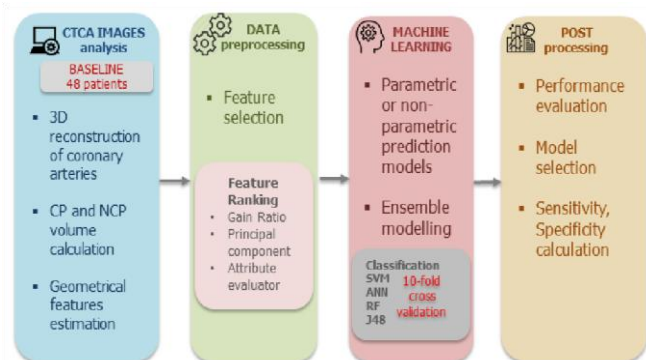 CTCA IMAGES
analysis
BASELINE
48 patients
▪ 3D
reconstruction
of coronary
arteries
▪ CP and NCP
volume
calculation
▪ Geometrical
features
estimation
DATA
preprocessing
▪ Feature
selection
Feature
Ranking
• Gain Ratio
• Principal
component
• Attribute
evaluator
MACHINE
LEARNING
▪ Parametric
or non-
parametric
prediction
models
▪ Ensemble
modelling
Classification
SVM
ANN
RF
J48
10-fold
cross
validation
POST
processing
▪ Performance
evaluation
▪ Model
selection
▪ Sensitivity,
Specificity
calculation